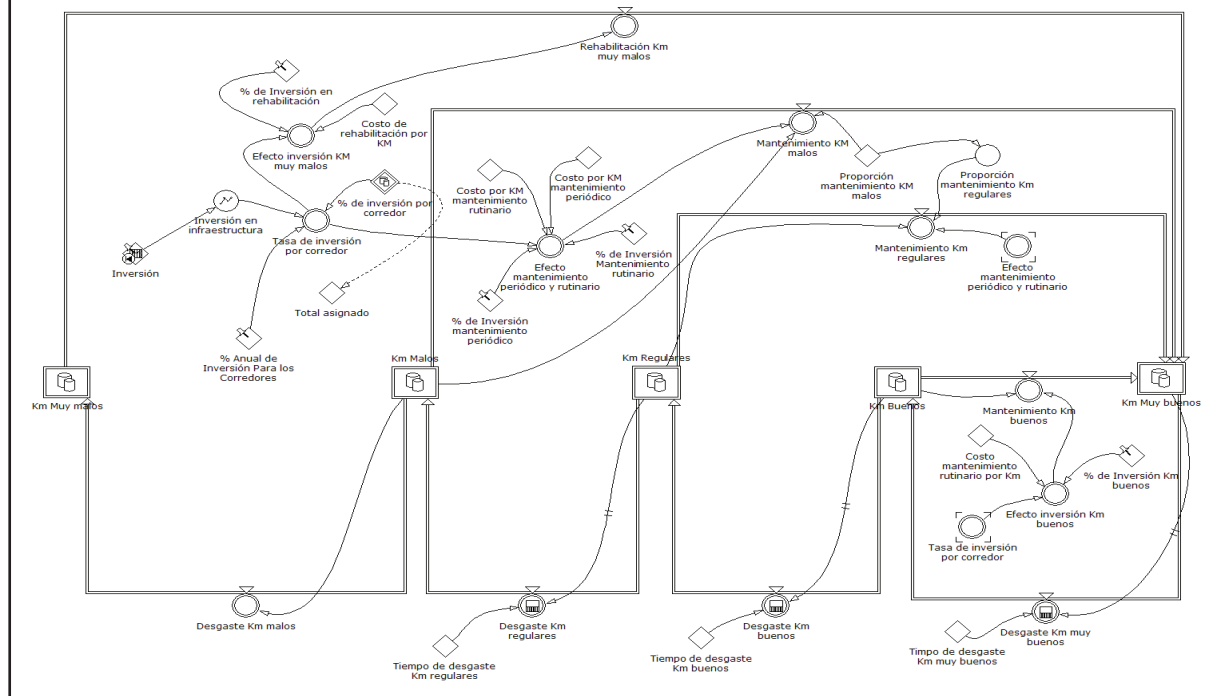 Rehabilitación Km
muy malos
% de Inversión en
rehabilitación
Costo de
rehabilitación por
KM
Efecto inversión KM
muy malos
Mantenimiento KM
malos
Proporción
mantenimiento KM
malos
Proporción
mantenimiento Km
regulares
Costo por KM
mantenimiento
rutinario
Costo por KM
mantenimiento
periódico
% de inversión por
corredor
Inversión en
infraestructura
Tasa de inversión
por corredor
Inversión
Efecto
mantenimiento
periódico y rutinario
% de Inversión
Mantenimiento
rutinario
Mantenimiento Km
regulares
Efecto
mantenimiento
periódico y rutinario
Total asignado
% de Inversión
mantenimiento
periódico
% Anual de
Inversión Para los
Corredores
Km Muy malos
Km Malos
Km Regulares
Km Buenos
Km Muy buenos
Mantenimiento Km
buenos
Costo
mantenimiento
rutinario por Km
% de Inversión Km
buenos
Efecto inversión Km
buenos
Tasa de inversión
por corredor
Desgaste Km malos
Desgaste Km
regulares
Desgaste Km
buenos
Desgaste Km muy
buenos
Tiempo de desgaste
Km regulares
Tiempo de desgaste
Km buenos
Timpo de desgaste
Km muy buenos